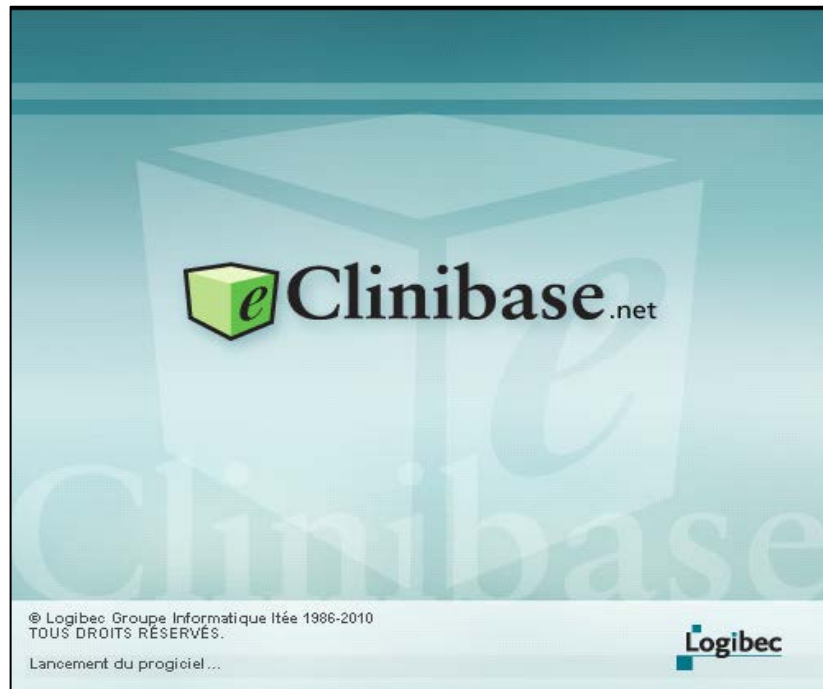 eClinibase.net
Clinibase
© Logibec Groupe Informatique ltée 1986-2010
TOUS DROITS RÉSERVÉS.
Lancement du progiciel...
Logibec